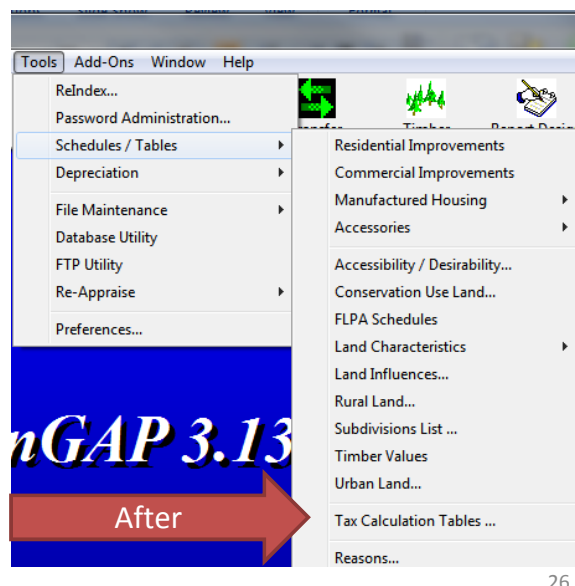 Tools Add-Ons Window Help
ReIndex...
Password Administration...
Schedules / Tables
Depreciation
File Maintenance
Database Utility
FTP Utility
Re-Appraise
Preferences...
Timber
Residential Improvements
Commercial Improvements
Manufactured Housing
Accessories
Accessibility / Desirability...
Conservation Use Land...
FLPA Schedules
Land Characteristics
Land Influences...
Rural Land...
Subdivisions List ...
Timber Values
Urban Land...
Tax Calculation Tables ...
Reasons...
nGAP 3.13
After
26